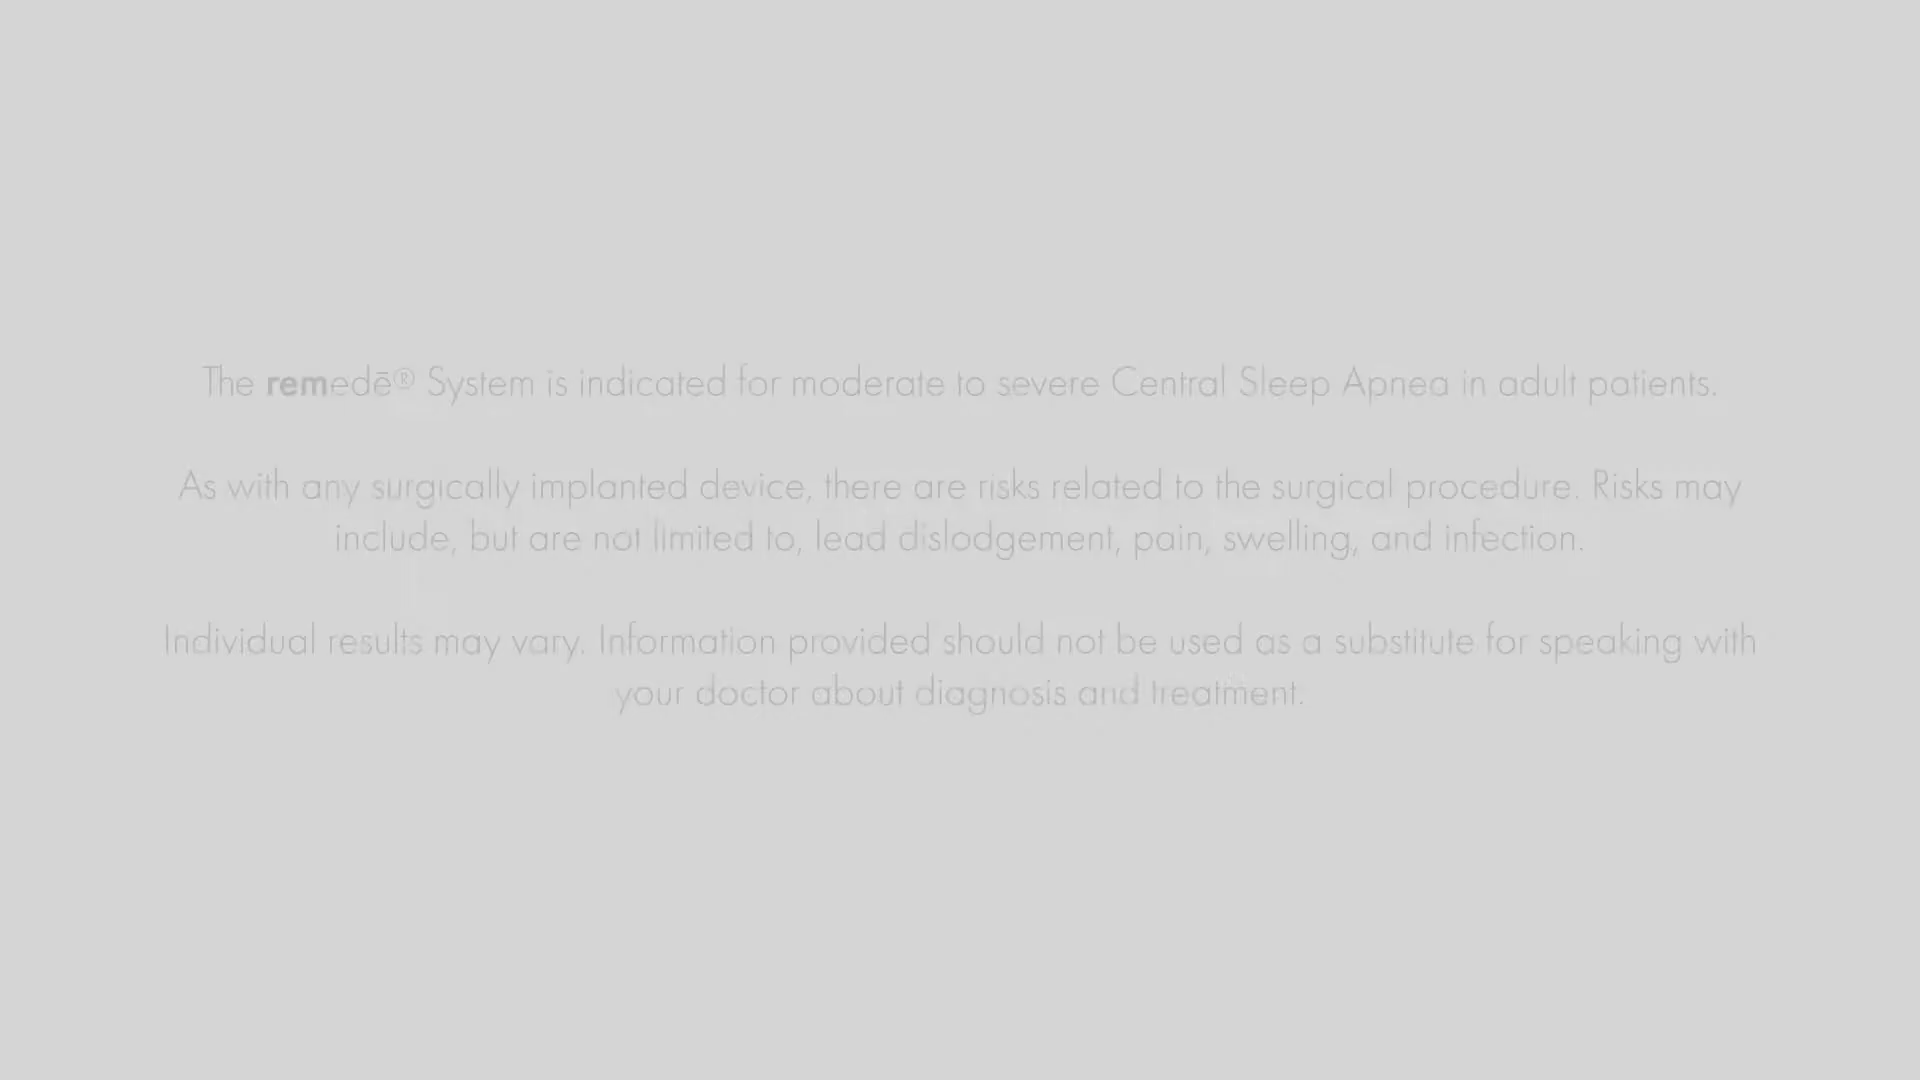 The remedē® System is indicated for moderate to severe Central Sleep Apnea in adult patients.
As with any surgically implanted device, there are risks related to the surgical procedure. Risks may
include, but are not limited to, lead dislodgement, pain, swelling, and infection.
Individual results may vary. Information provided should not be used as a substitute for speaking with
your doctor about diagnosis and treatment.